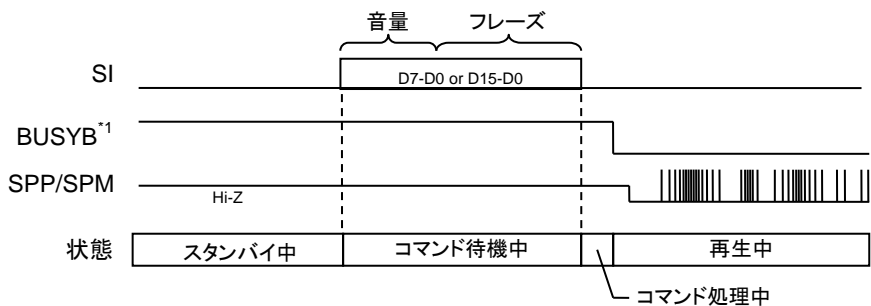 音量 フレーズ
SI D7-D0 or D15-D0
BUSYB*1
SPP/SPM Hi-Z
状態 スタンバイ中 コマンド待機中 再生中
コマンド処理中